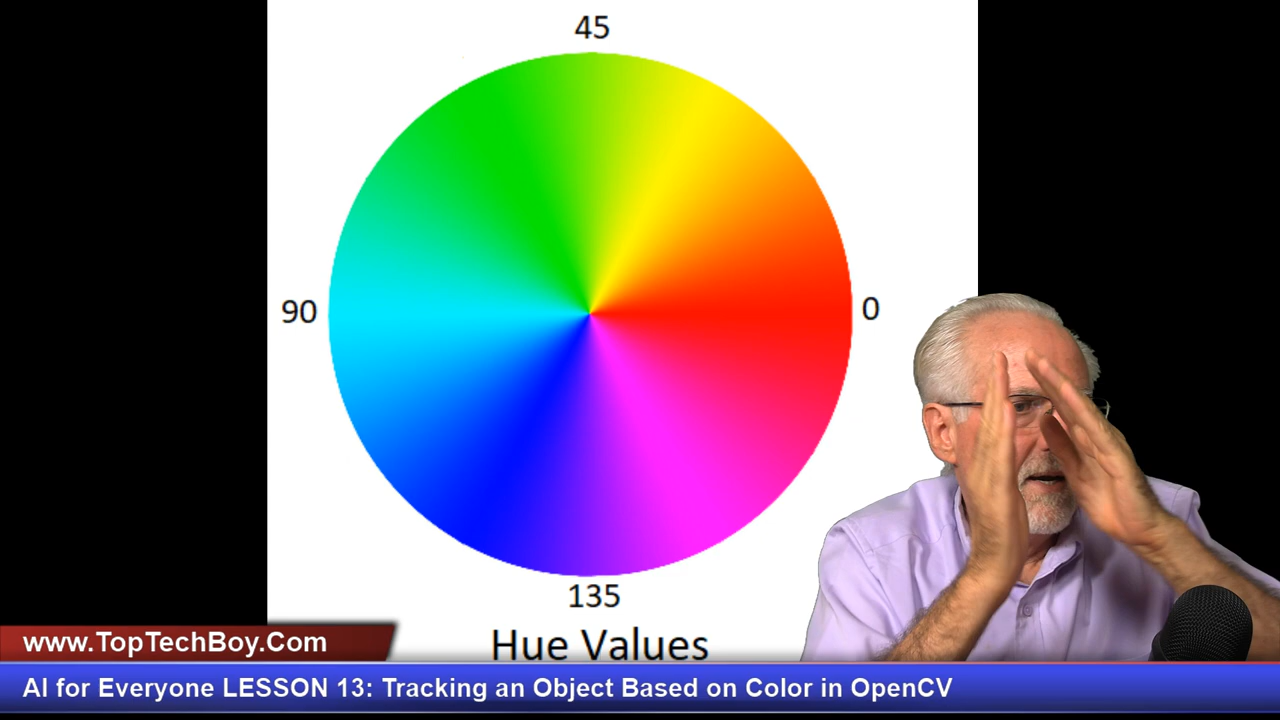 45
90
0
135
Hue Values
www.TopTechBoy.Com
AI for Everyone LESSON 13: Tracking an Object Based on Color in OpenCV